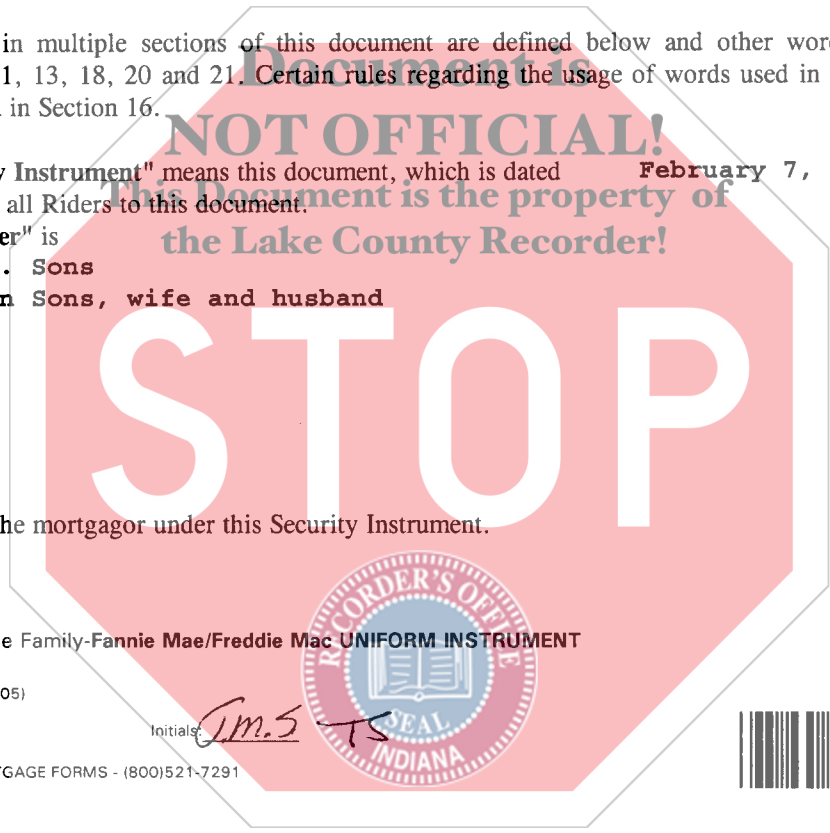 in multiple sections of this document are defined below and other wor
1, 13, 18, 20 and 21. Certain rules regarding the usage of words used in
in Section 16.
Document is
NOT OFFICIAL!
This Document is the property of
the Lake County Recorder!
y Instrument" means this document, which is dated February 7,
all Riders to this document.
er" is
. Sons
n Sons, wife and husband
STOP
he mortgagor under this Security Instrument.
RECORDER'S OFFICE
SEAL
INDIANA
e Family-Fannie Mae/Freddie Mac UNIFORM INSTRUMENT
05)
Initials: J.M.S TS
GAGE FORMS - (800)521-7291